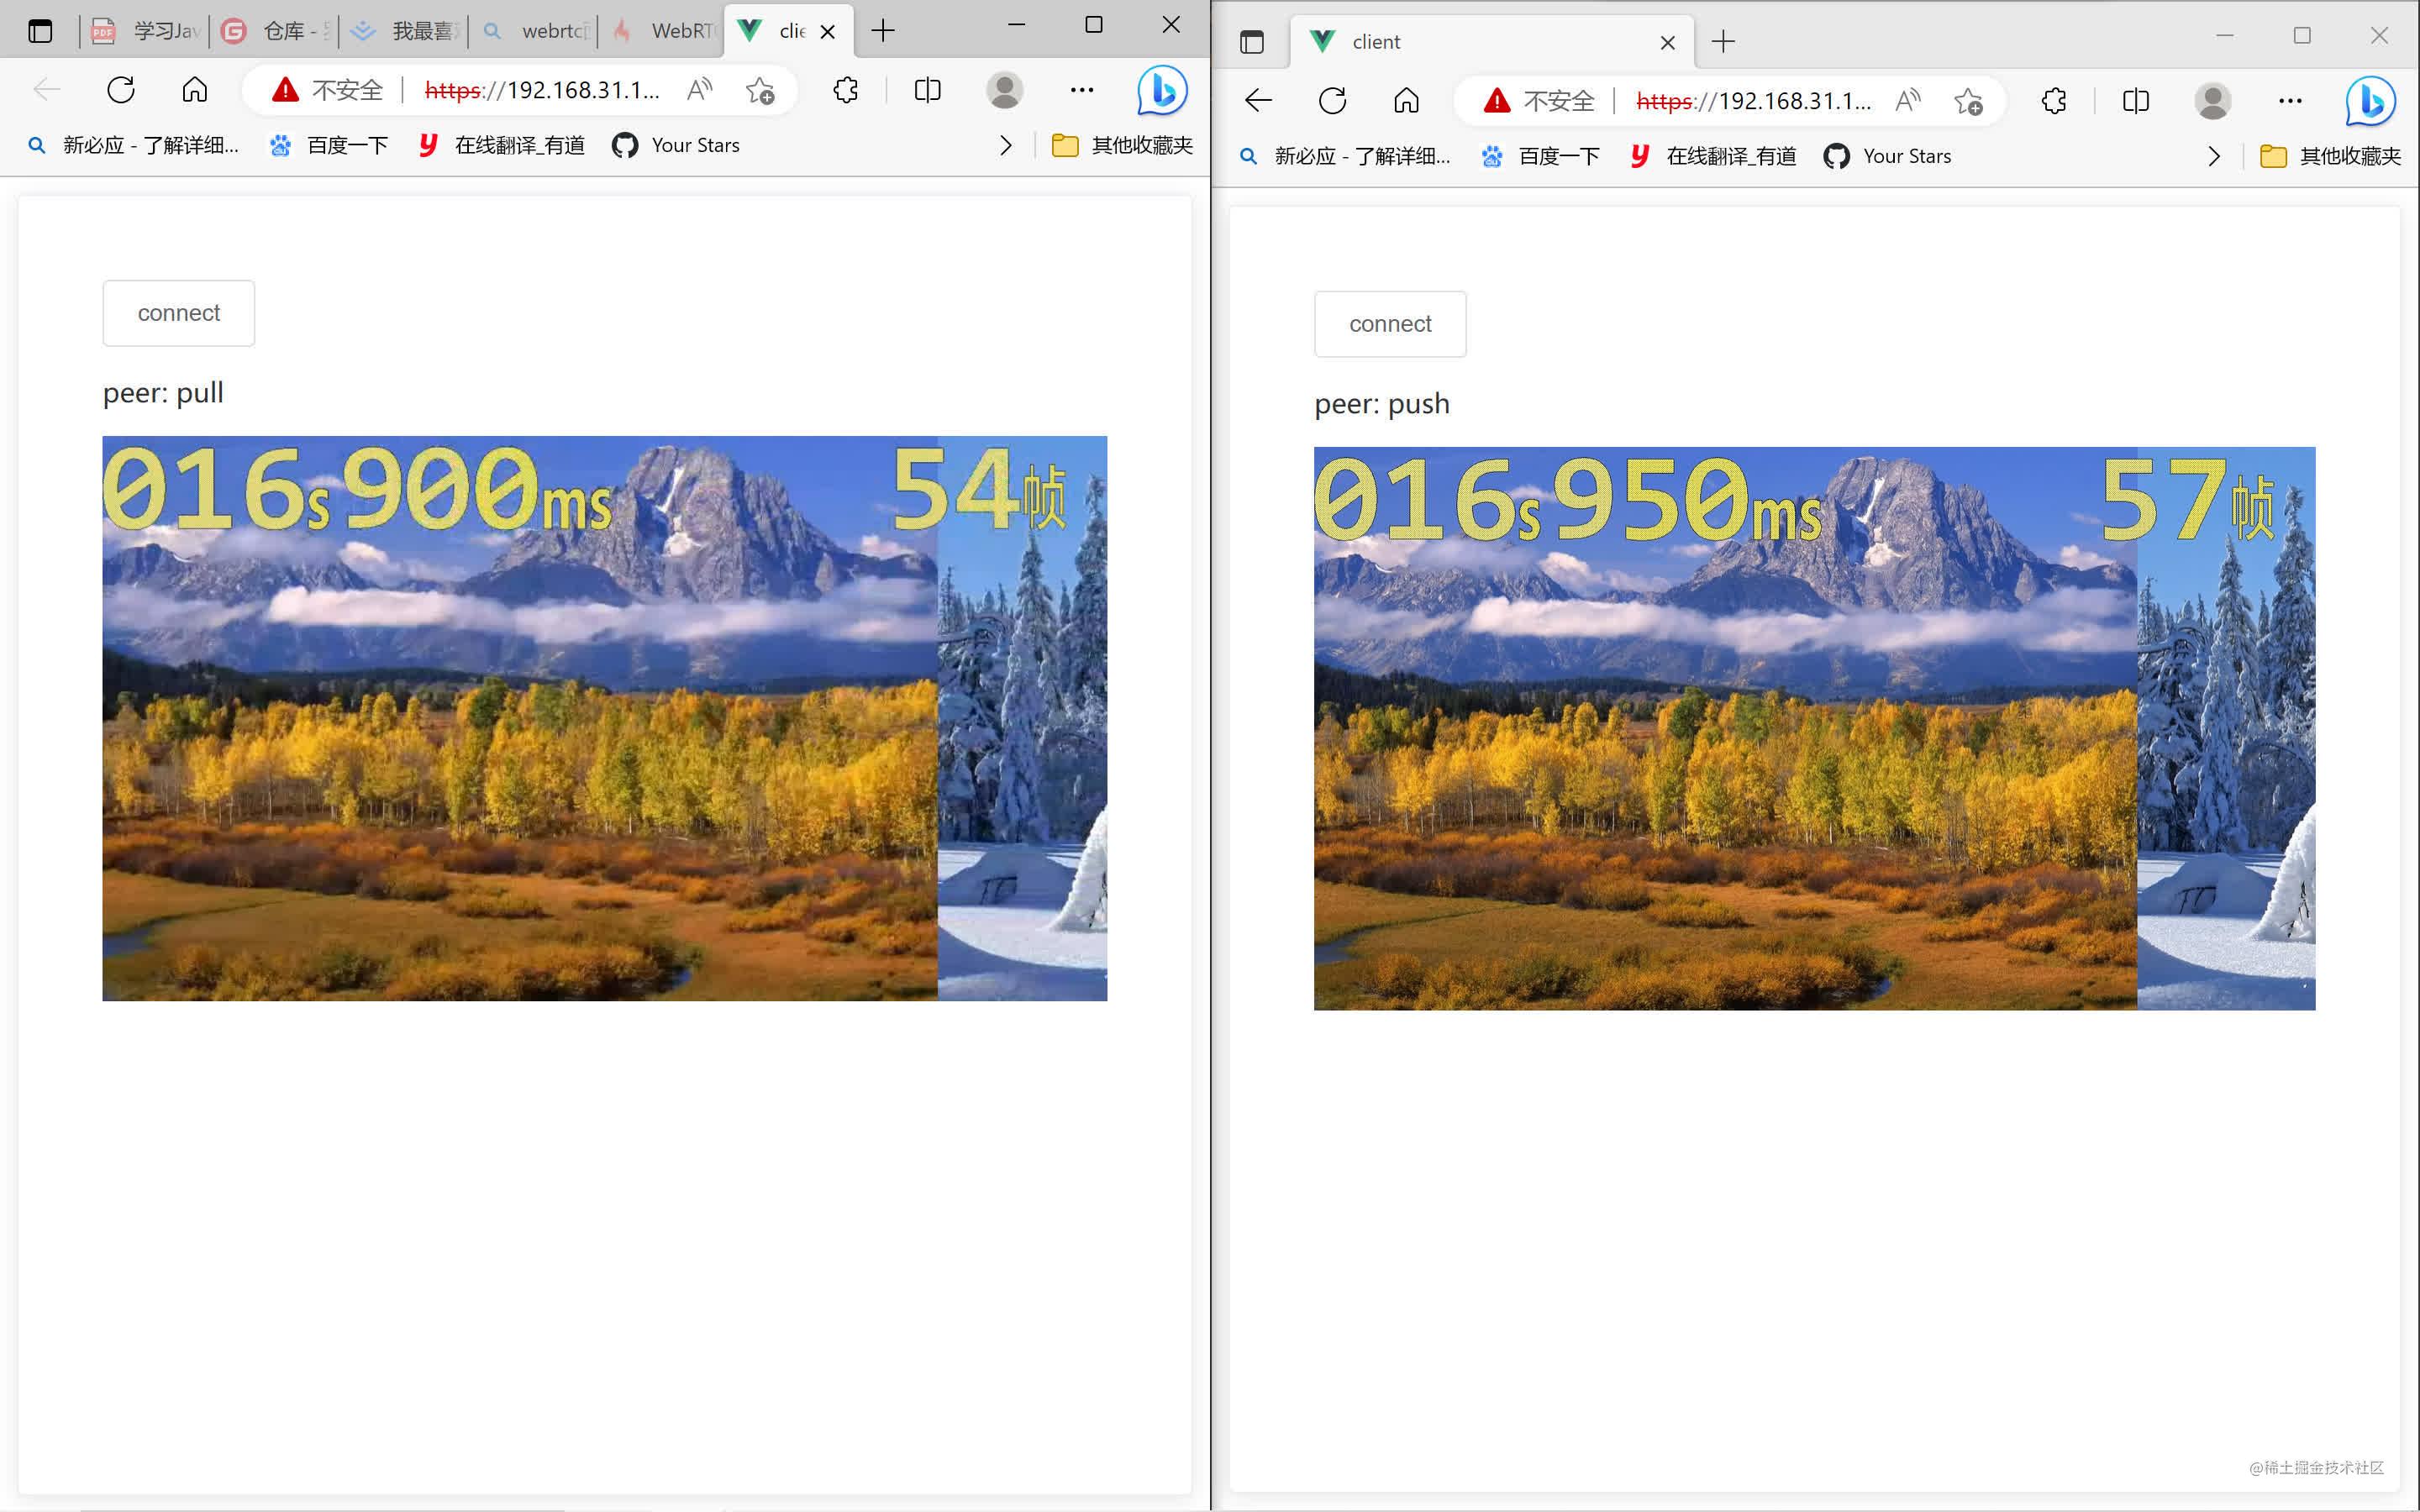 学习Jav
仓库 -
我最喜
webrtc
WebRT
clie
不安全
https://192.168.31.1...
新必应 - 了解详细...
百度一下
在线翻译_有道
Your Stars
其他收藏夹
connect
peer: pull
016s900ms
54帧
client
不安全
https://192.168.31.1...
新必应 - 了解详细...
百度一下
在线翻译_有道
Your Stars
其他收藏夹
connect
peer: push
016s950ms
57帧
@稀土掘金技术社区